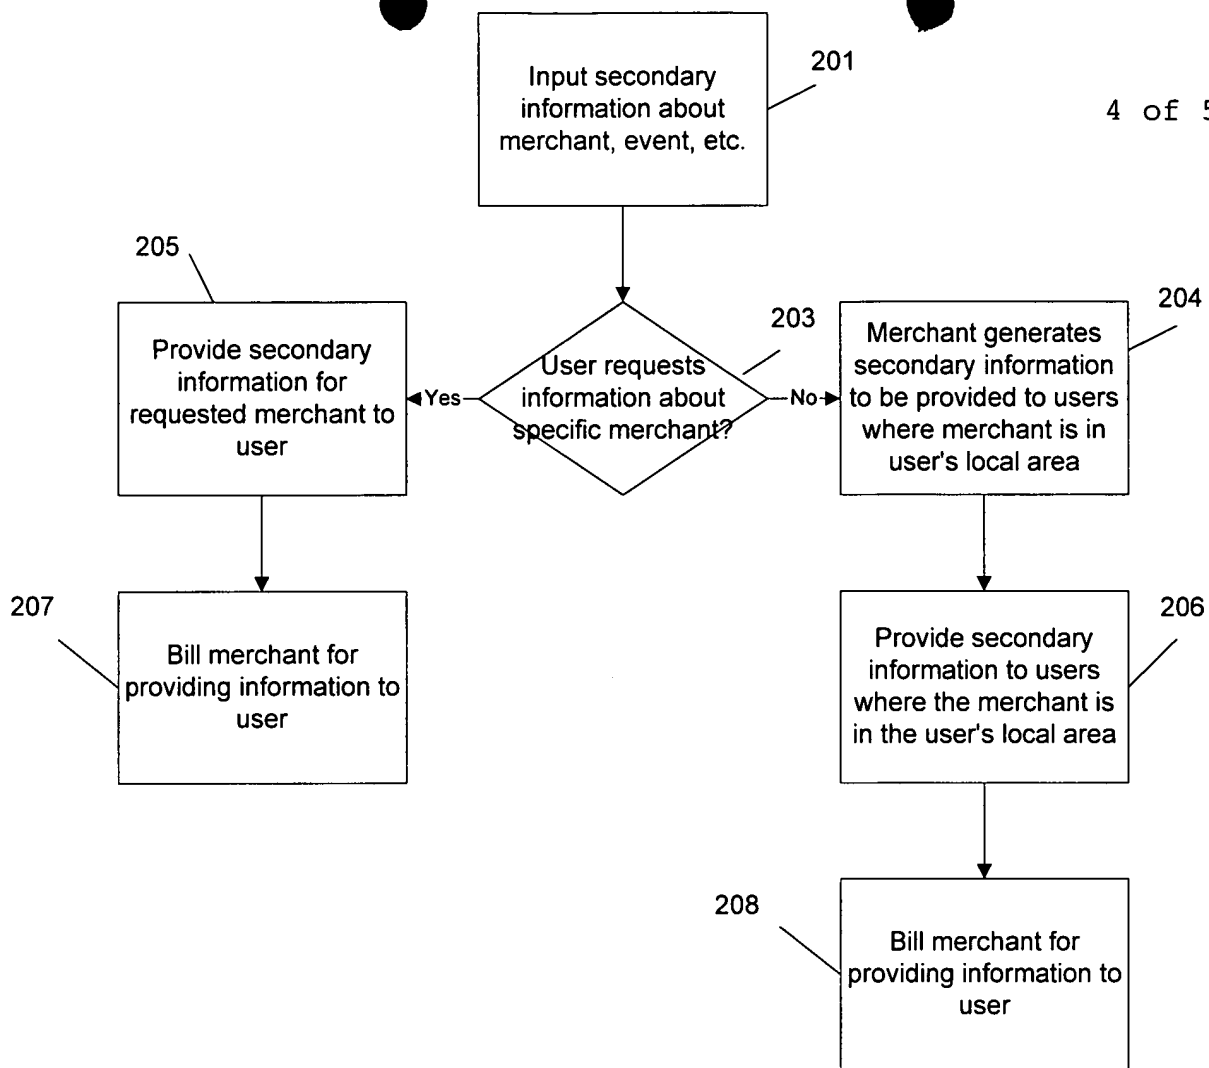 Input secondary
information about
merchant, event, etc.
201
4 of 5
205
Provide secondary
information for
requested merchant to
user
Yes
User requests
information about
specific merchant?
203
No
Merchant generates
secondary information
to be provided to users
where merchant is in
user's local area
204
207
Bill merchant for
providing information to
user
Provide secondary
information to users
where the merchant is
in the user's local area
206
208
Bill merchant for
providing information to
user